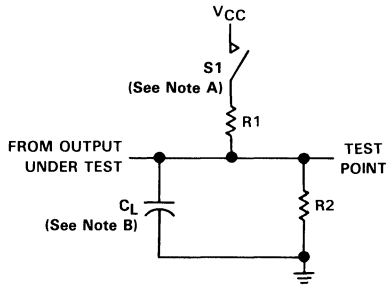 VCC
S1
(See Note A)
R1
FROM OUTPUT
UNDER TEST
TEST
POINT
CL
(See Note B)
R2